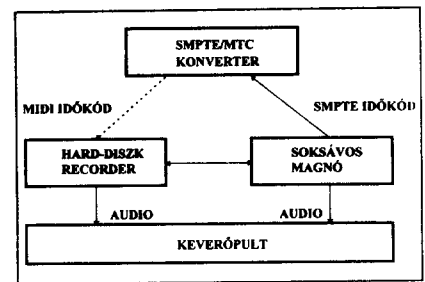 SMPTE/MTC
KONVERTER
MIDI IDŐKÓD
SMPTE IDŐKÓD
HARD-DISZK
RECORDER
SOKSÁVOS
MAGNÓ
AUDIO
AUDIO
KEVERŐPULT